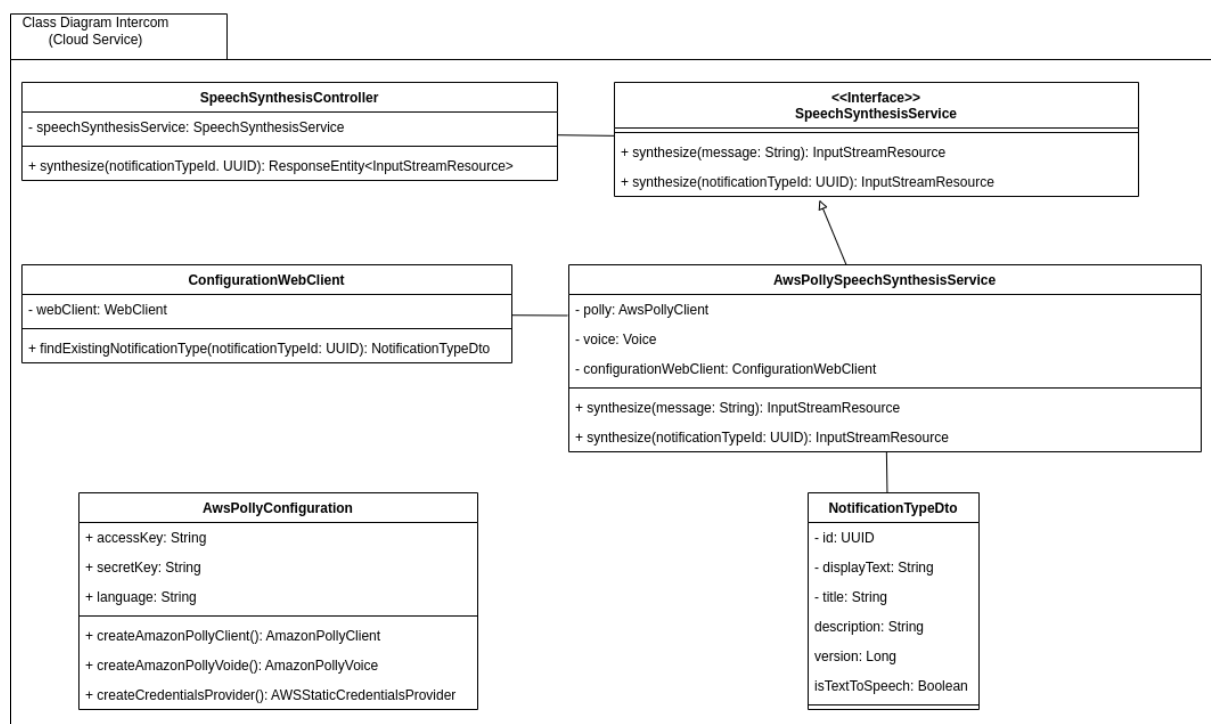 Class Diagram Intercom
(Cloud Service)
SpeechSynthesisController
- speechSynthesisService: SpeechSynthesisService
+ synthesize(notificationTypeId. UUID): ResponseEntity<InputStreamResource>
<<Interface>>
SpeechSynthesisService
+ synthesize(message: String): InputStreamResource
+ synthesize(notificationTypeId: UUID): InputStreamResource
ConfigurationWebClient
- webClient: WebClient
+ findExistingNotificationType(notificationTypeId: UUID): NotificationTypeDto
AwsPollySpeechSynthesisService
- polly: AwsPollyClient
- voice: Voice
- configurationWebClient: ConfigurationWebClient
+ synthesize(message: String): InputStreamResource
+ synthesize(notificationTypeId: UUID): InputStreamResource
AwsPollyConfiguration
+ accessKey: String
+ secretKey: String
+ language: String
+ createAmazonPollyClient(): AmazonPollyClient
+ createAmazonPollyVoide(): AmazonPollyVoice
+ createCredentialsProvider(): AWSStaticCredentialsProvider
NotificationTypeDto
- id: UUID
- displayText: String
- title: String
description: String
version: Long
isTextToSpeech: Boolean